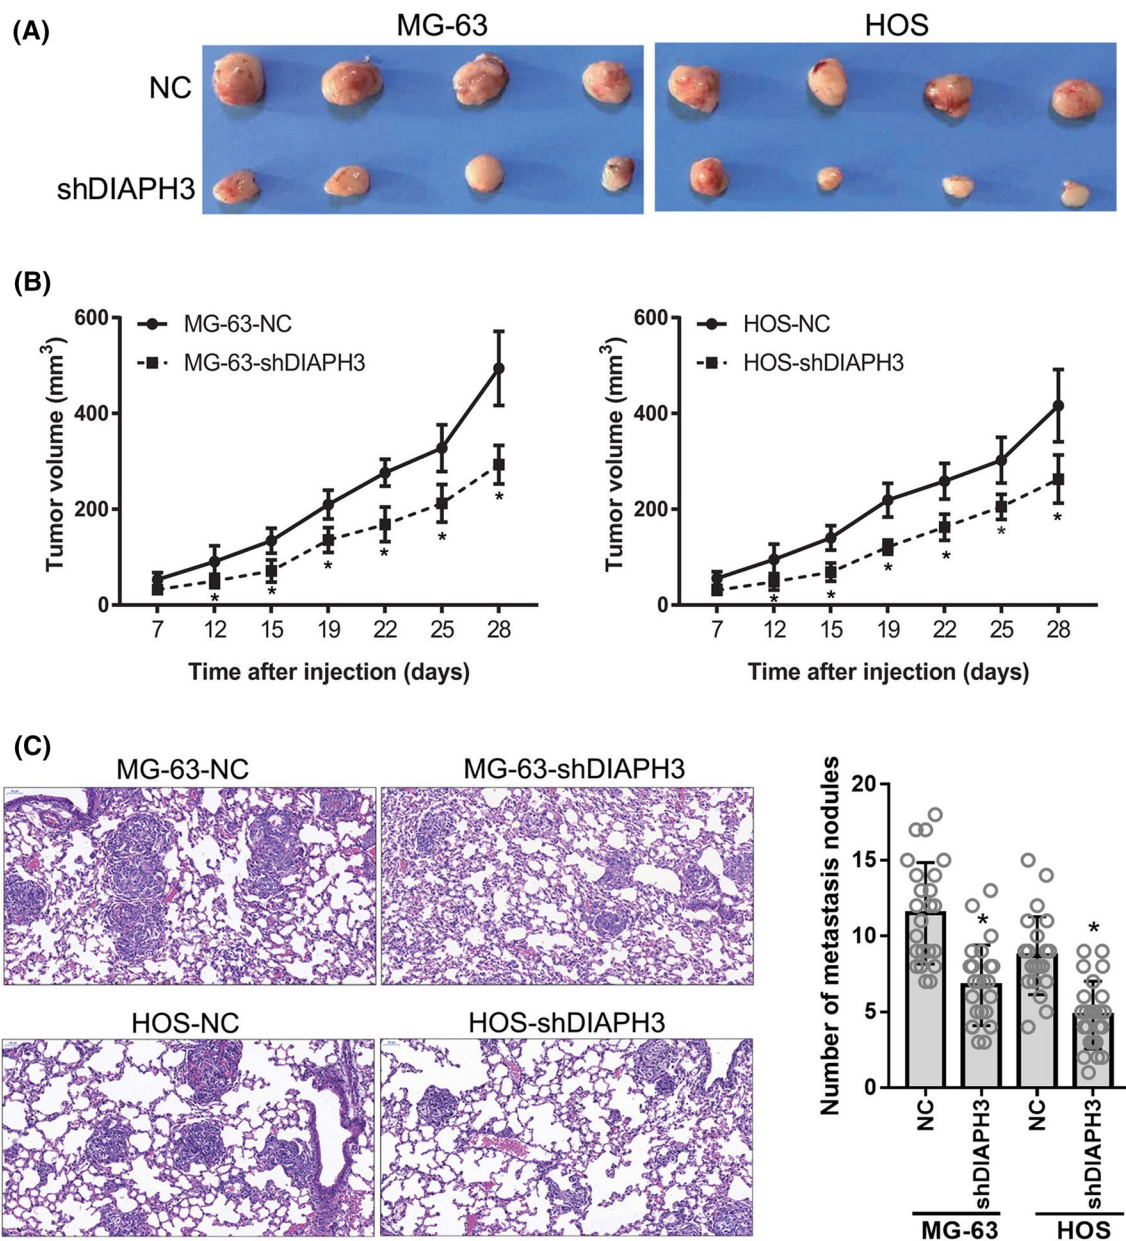 (A)
MG-63
HOS
NC
shDIAPH3
(B)
600
400
200
0
Tumor volume (mm³)
MG-63-NC
MG-63-shDIAPH3
* * * * * *
7 12 15 19 22 25 28
Time after injection (days)
600
400
200
0
Tumor volume (mm³)
HOS-NC
HOS-shDIAPH3
* * * * * *
7 12 15 19 22 25 28
Time after injection (days)
(C)
MG-63-NC
MG-63-shDIAPH3
HOS-NC
HOS-shDIAPH3
Number of metastasis nodules
20
15
10
5
0
* *
NC
shDIAPH3
NC
shDIAPH3
MG-63
HOS